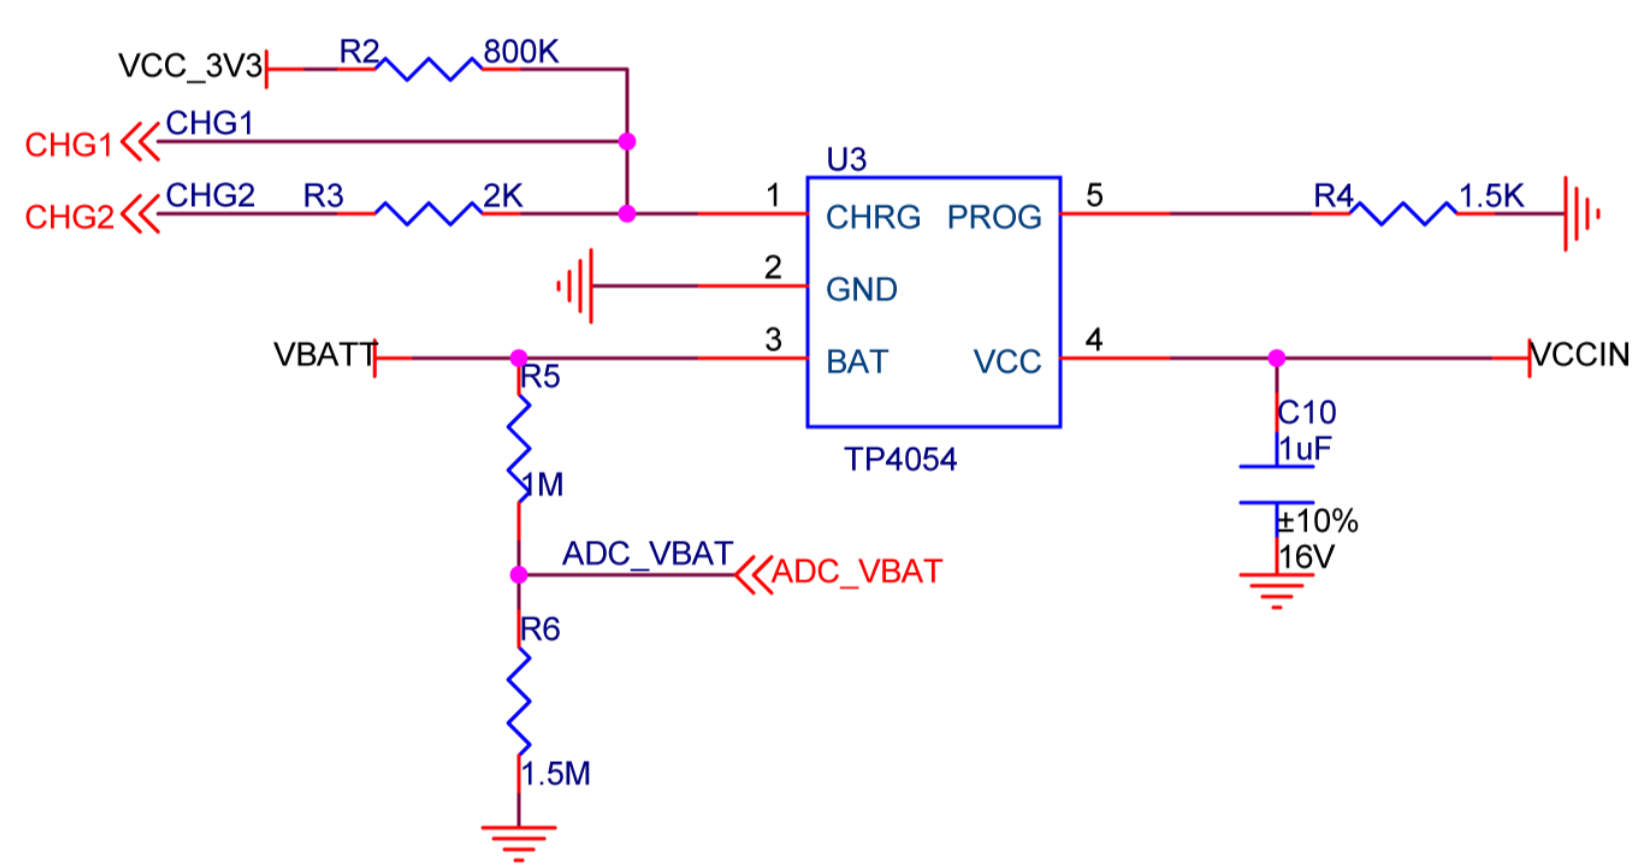 VCC_3V3 R2 800K
CHG1 CHG1
CHG2 CHG2 R3 2K
U3
1 CHRG PROG 5 R4 1.5K
2 GND
VBATT 3 BAT VCC 4 VCCIN
R5
1M
C10
1uF
±10%
16V
TP4054
ADC_VBAT ADC_VBAT
R6
1.5M